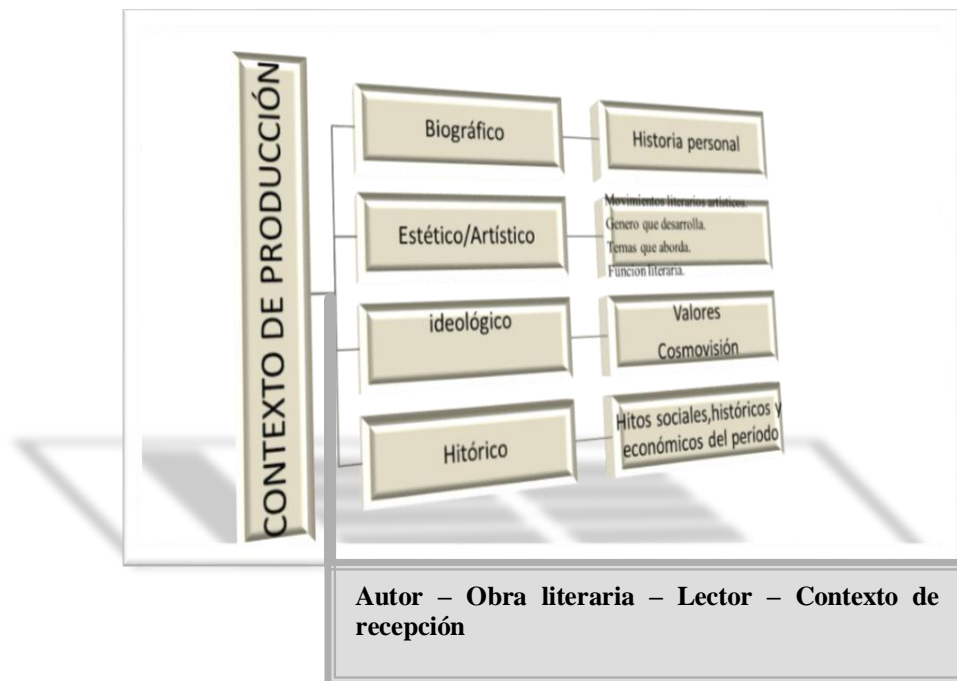 CONTEXTO DE PRODUCCIÓN
Biográfico
Historia personal
Estético/Artístico
Movimientos literarios artísticos.
Genero que desarrolla.
Temas que aborda.
Funcion literaria.
ideológico
Valores
Cosmovisión
Hitórico
Hitos sociales,históricos y
económicos del período
Autor – Obra literaria – Lector – Contexto de
recepción